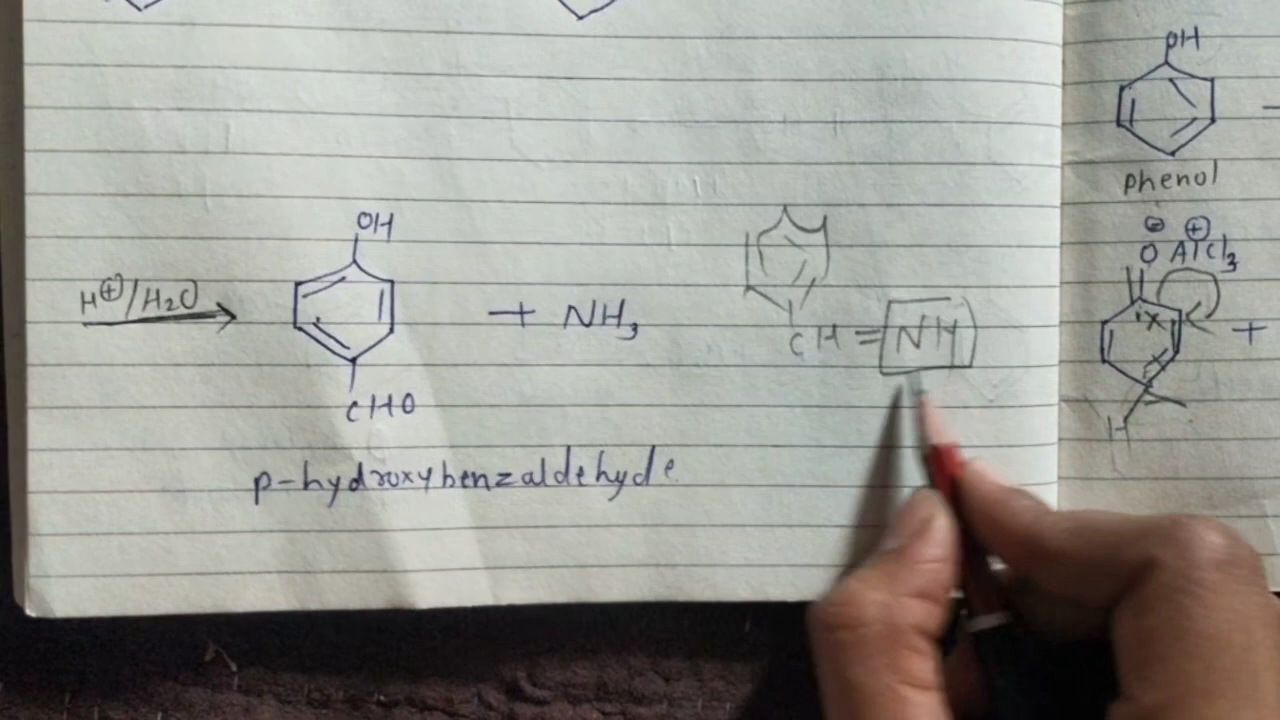 OH
phenol
⊖ ⊕
O AlCl3
+
H
H⊕/H2O
OH
CHO
+ NH3
CH = NH
p-hydroxybenzaldehyde